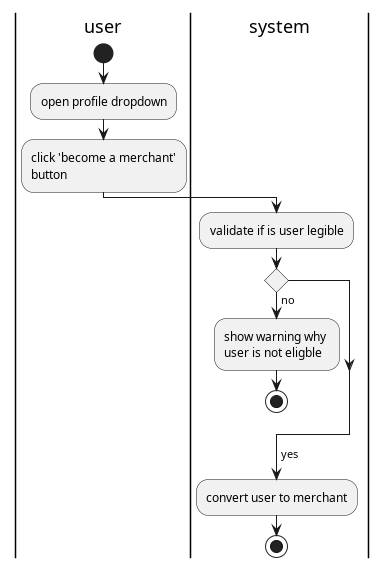 user
system
open profile dropdown
click 'become a merchant'
button
validate if is user legible
no
show warning why
user is not eligble
yes
convert user to merchant